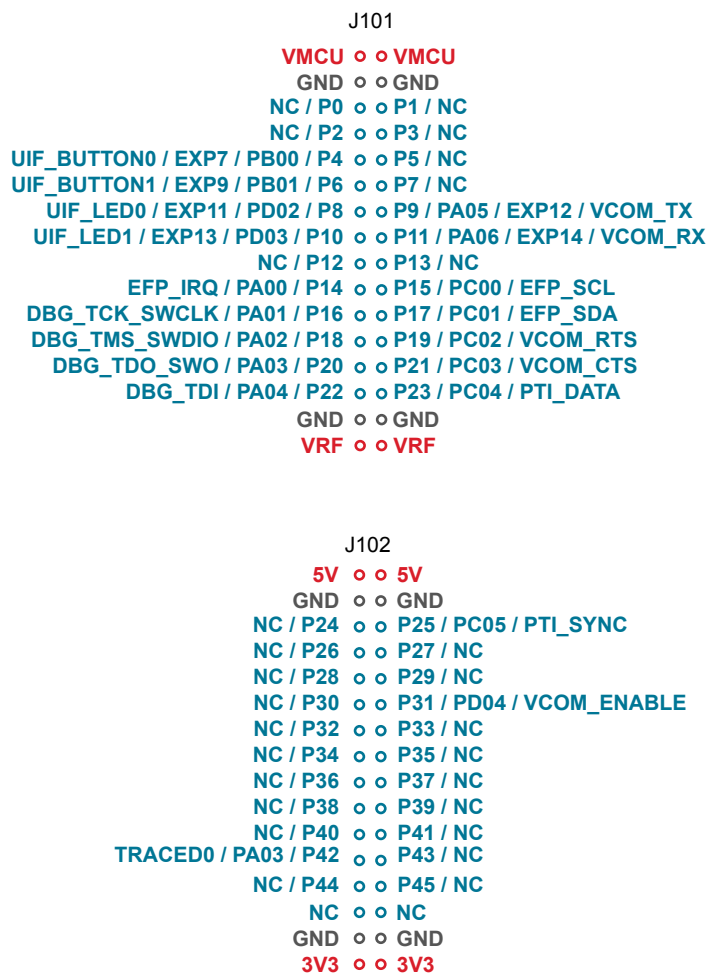 J101
VMCU VMCU
GND GND
NC / P0 P1 / NC
NC / P2 P3 / NC
UIF_BUTTON0 / EXP7 / PB00 / P4 P5 / NC
UIF_BUTTON1 / EXP9 / PB01 / P6 P7 / NC
UIF_LED0 / EXP11 / PD02 / P8 P9 / PA05 / EXP12 / VCOM_TX
UIF_LED1 / EXP13 / PD03 / P10 P11 / PA06 / EXP14 / VCOM_RX
NC / P12 P13 / NC
EFP_IRQ / PA00 / P14 P15 / PC00 / EFP_SCL
DBG_TCK_SWCLK / PA01 / P16 P17 / PC01 / EFP_SDA
DBG_TMS_SWDIO / PA02 / P18 P19 / PC02 / VCOM_RTS
DBG_TDO_SWO / PA03 / P20 P21 / PC03 / VCOM_CTS
DBG_TDI / PA04 / P22 P23 / PC04 / PTI_DATA
GND GND
VRF VRF
J102
5V 5V
GND GND
NC / P24 P25 / PC05 / PTI_SYNC
NC / P26 P27 / NC
NC / P28 P29 / NC
NC / P30 P31 / PD04 / VCOM_ENABLE
NC / P32 P33 / NC
NC / P34 P35 / NC
NC / P36 P37 / NC
NC / P38 P39 / NC
NC / P40 P41 / NC
TRACED0 / PA03 / P42 P43 / NC
NC / P44 P45 / NC
NC NC
GND GND
3V3 3V3